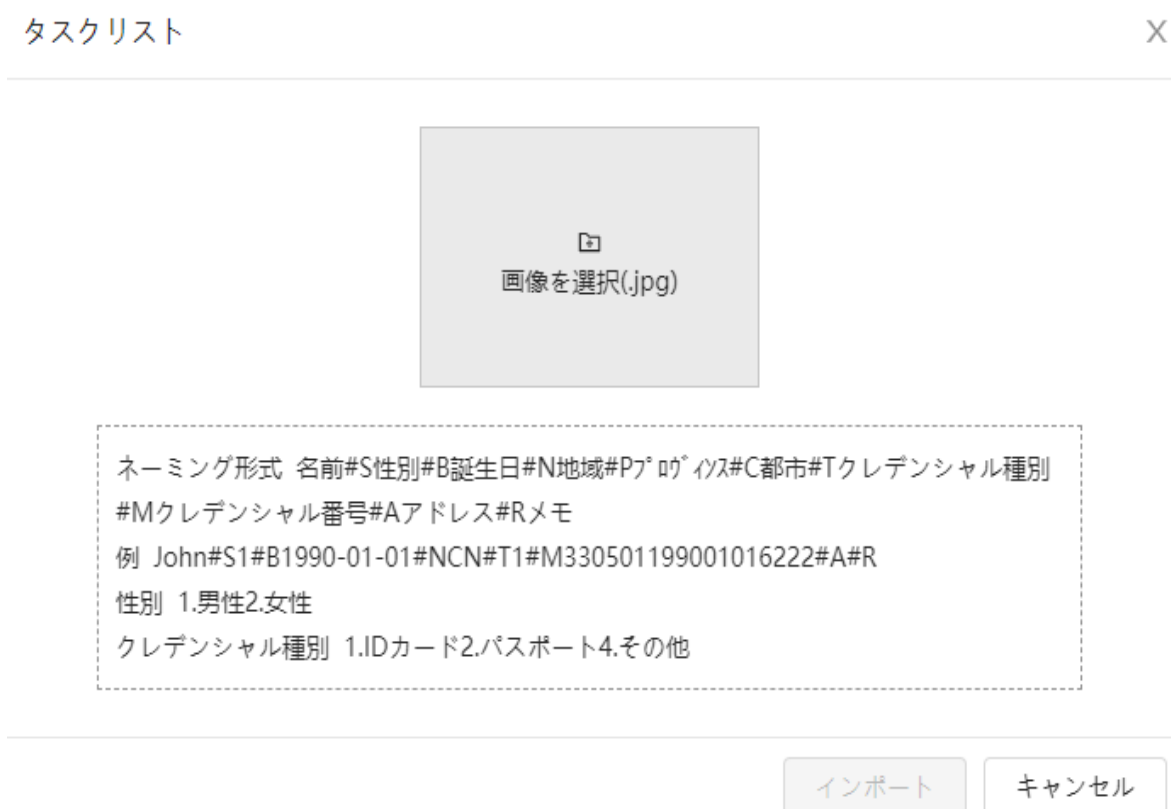 タスクリスト
X
画像を選択(.jpg)
ネーミング形式 名前#S性別#B誕生日#N地域#Pﾌﾟﾛｳﾞｨﾝｽ#C都市#Tクレデンシャル種別
#Mクレデンシャル番号#Aアドレス#Rメモ
例 John#S1#B1990-01-01#NCN#T1#M330501199001016222#A#R
性別 1.男性2.女性
クレデンシャル種別 1.IDカード2.パスポート4.その他
インポート
キャンセル